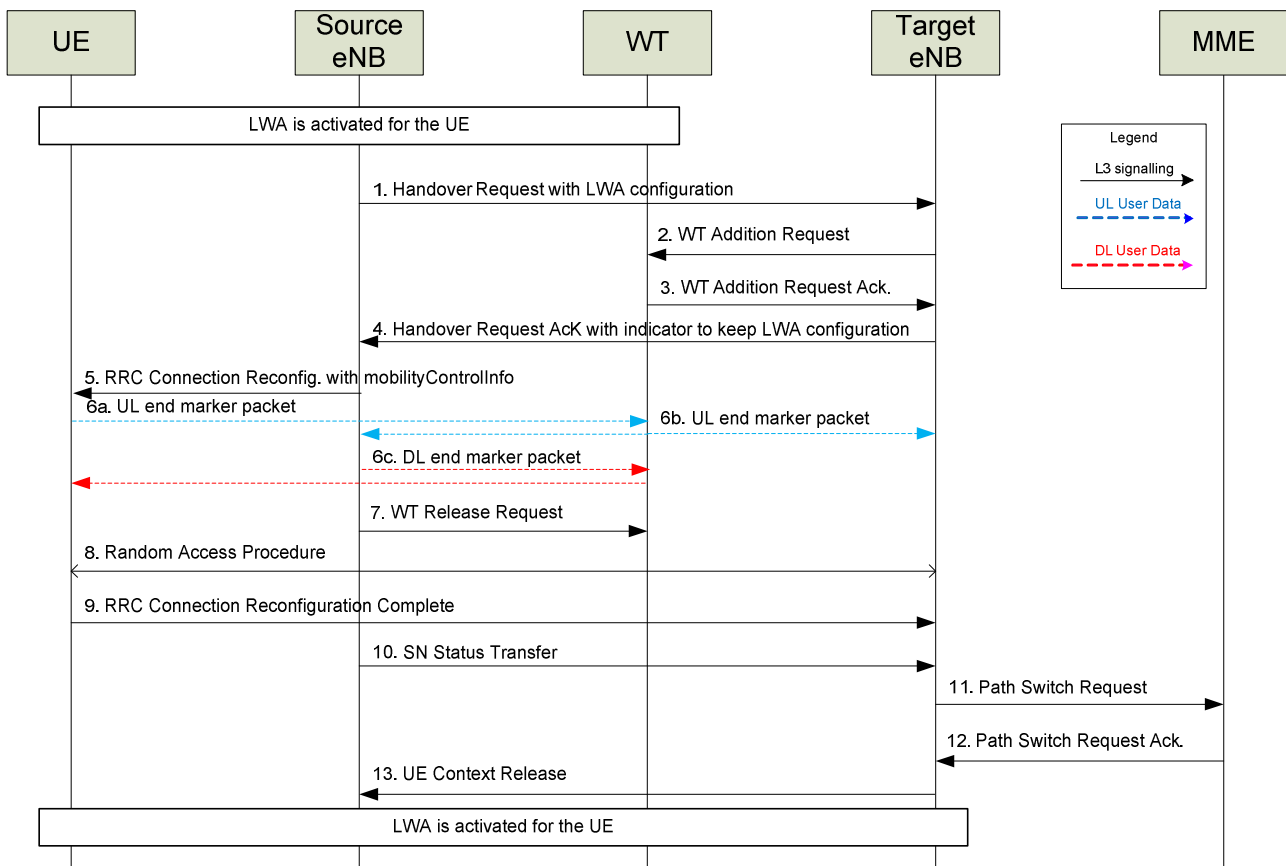 UE
Source
eNB
WT
Target
eNB
MME
LWA is activated for the UE
Legend
L3 signalling
UL User Data
DL User Data
1. Handover Request with LWA configuration
2. WT Addition Request
3. WT Addition Request Ack.
4. Handover Request AcK with indicator to keep LWA configuration
5. RRC Connection Reconfig. with mobilityControlInfo
6a. UL end marker packet
6b. UL end marker packet
6c. DL end marker packet
7. WT Release Request
8. Random Access Procedure
9. RRC Connection Reconfiguration Complete
10. SN Status Transfer
11. Path Switch Request
12. Path Switch Request Ack.
13. UE Context Release
LWA is activated for the UE